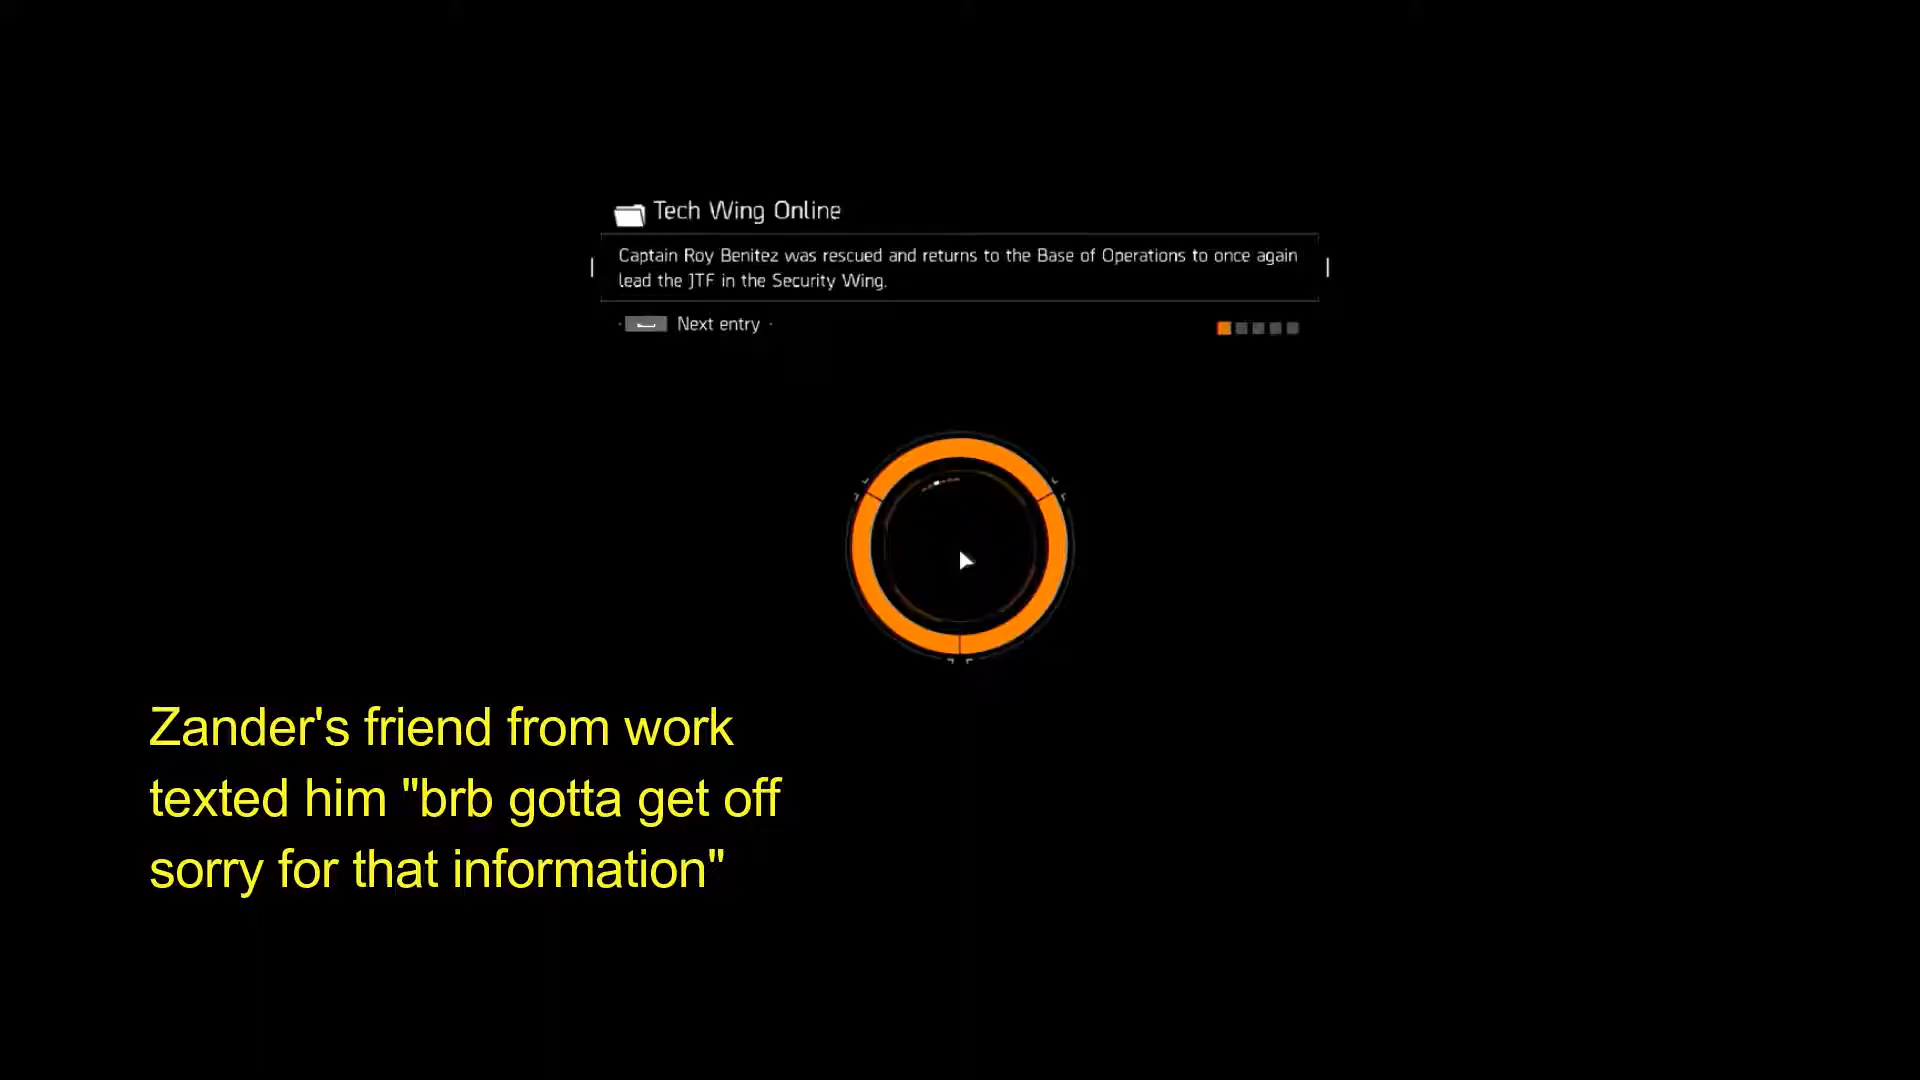 Tech Wing Online
Captain Roy Benitez was rescued and returns to the Base of Operations to once again
lead the JTF in the Security Wing.
Next entry
Zander's friend from work
texted him "brb gotta get off
sorry for that information"